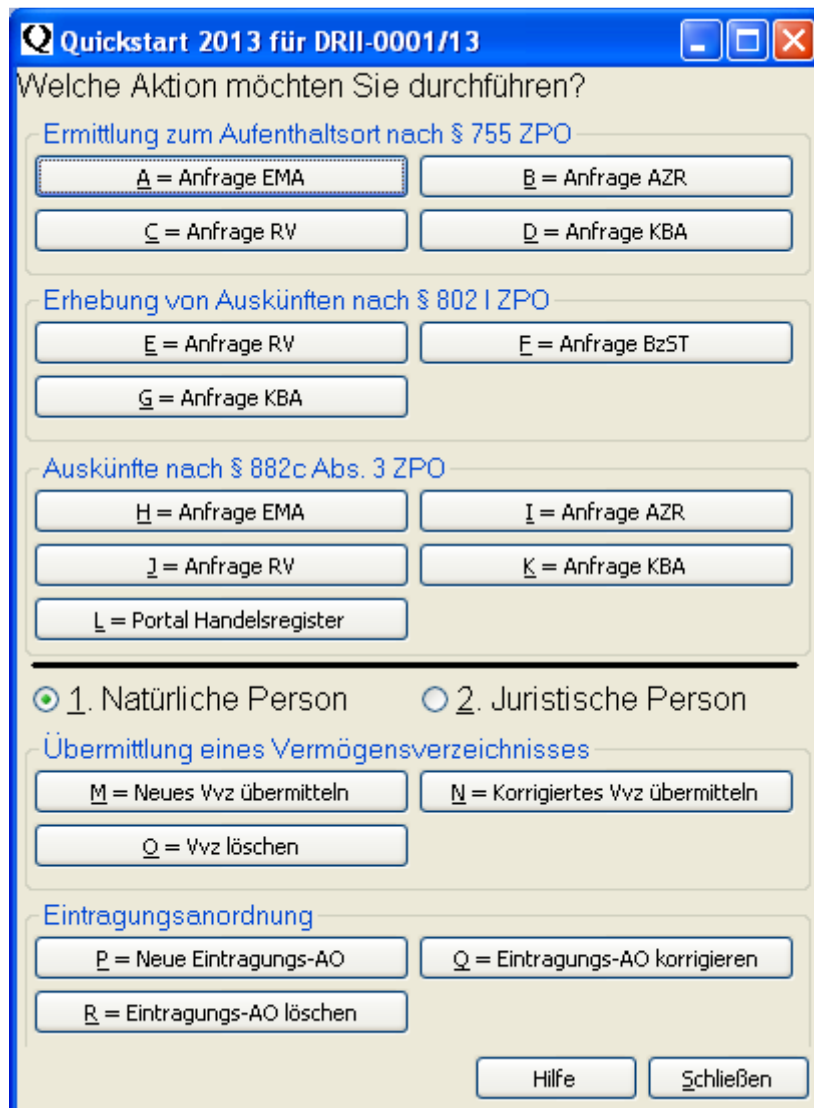 Quickstart 2013 für DRII-0001/13
Welche Aktion möchten Sie durchführen?
Ermittlung zum Aufenthaltsort nach § 755 ZPO
A = Anfrage EMA
B = Anfrage AZR
C = Anfrage RV
D = Anfrage KBA
Erhebung von Auskünften nach § 802 l ZPO
E = Anfrage RV
F = Anfrage BzST
G = Anfrage KBA
Auskünfte nach § 882c Abs. 3 ZPO
H = Anfrage EMA
I = Anfrage AZR
J = Anfrage RV
K = Anfrage KBA
L = Portal Handelsregister
1. Natürliche Person
2. Juristische Person
Übermittlung eines Vermögensverzeichnisses
M = Neues Vvz übermitteln
N = Korrigiertes Vvz übermitteln
O = Vvz löschen
Eintragungsanordnung
P = Neue Eintragungs-AO
Q = Eintragungs-AO korrigieren
R = Eintragungs-AO löschen
Hilfe
Schließen